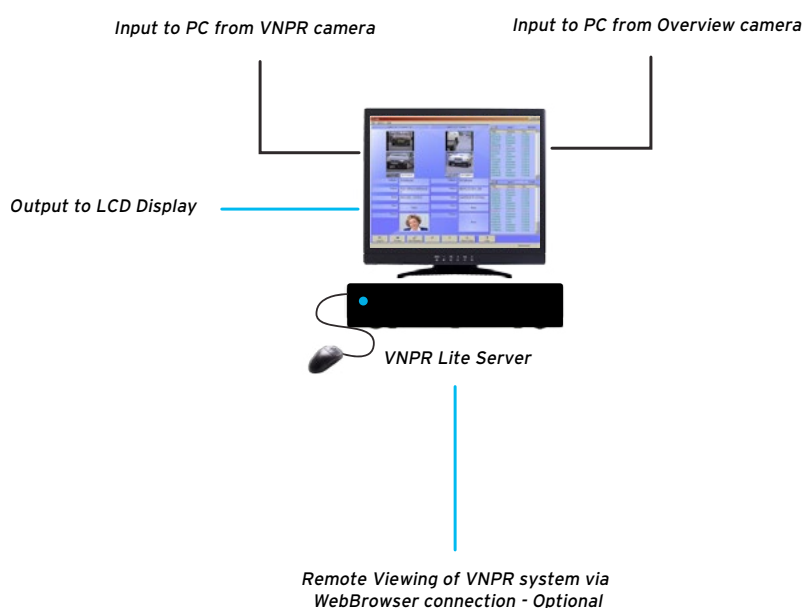 Input to PC from VNPR camera
Input to PC from Overview camera
Output to LCD Display
VNPR Lite Server
Remote Viewing of VNPR system via
WebBrowser connection - Optional